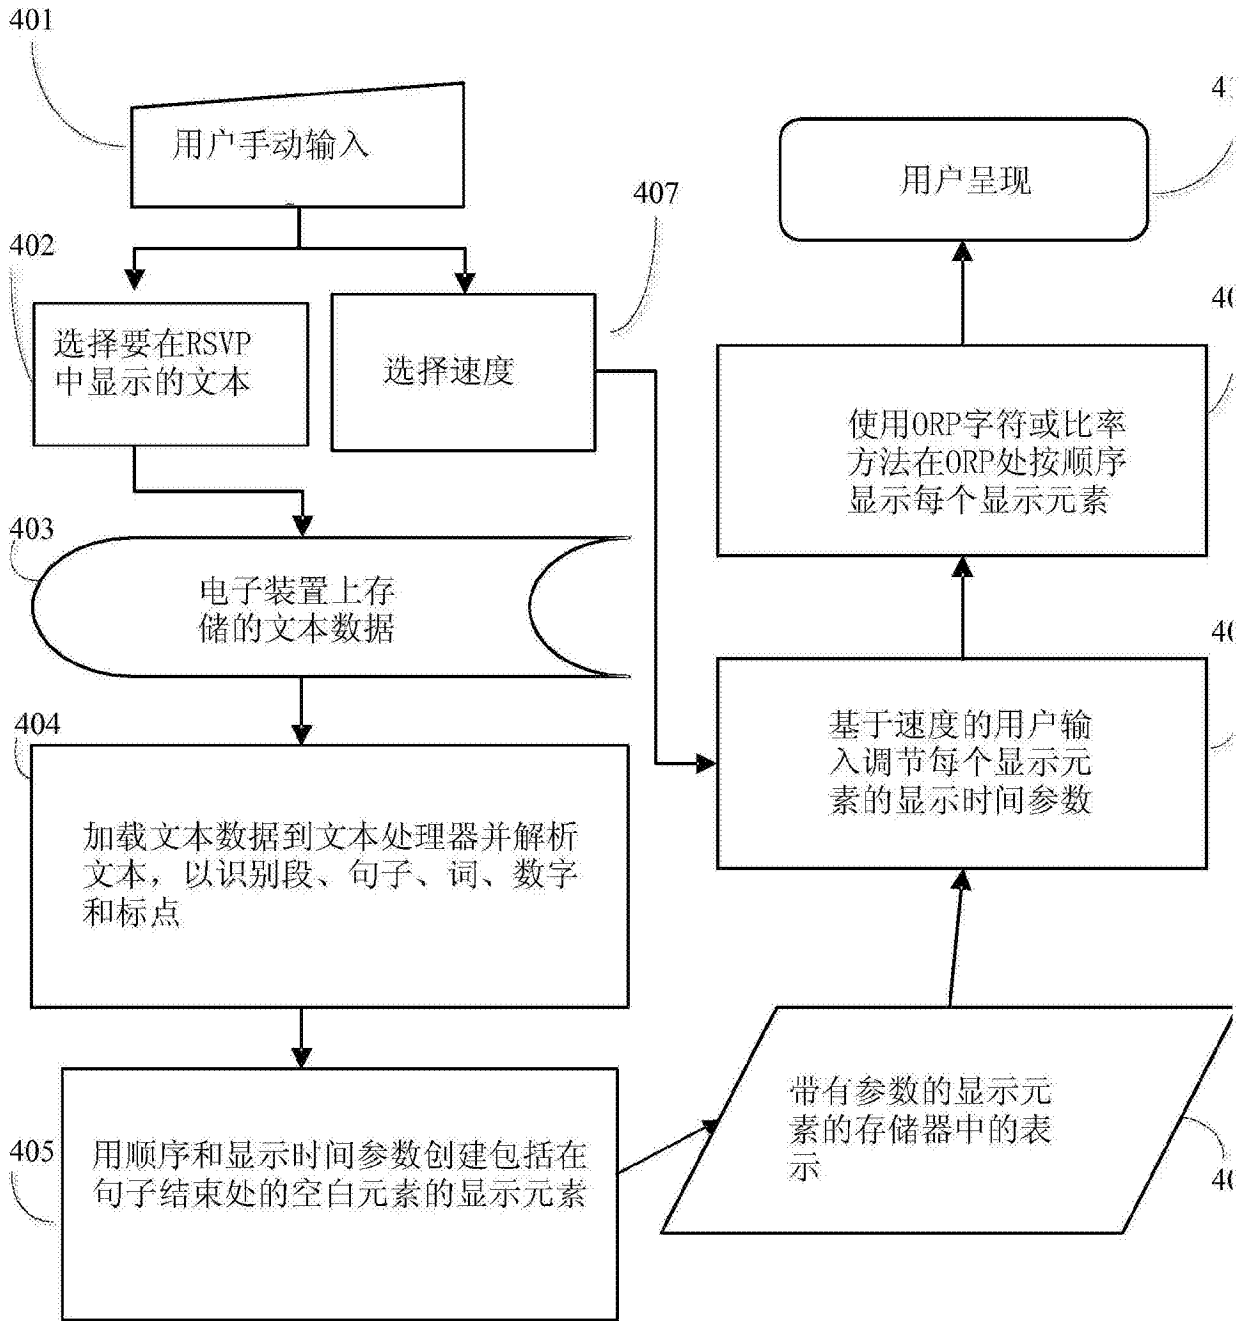 401
用户手动输入
402
选择要在RSVP
中显示的文本
407
选择速度
403
电子装置上存
储的文本数据
404
加载文本数据到文本处理器并解析
文本，以识别段、句子、词、数字
和标点
405
用顺序和显示时间参数创建包括在
句子结束处的空白元素的显示元素
带有参数的显示元
素的存储器中的表
示
40
基于速度的用户输
入调节每个显示元
素的显示时间参数
40
使用ORP字符或比率
方法在ORP处按顺序
显示每个显示元素
40
用户呈现